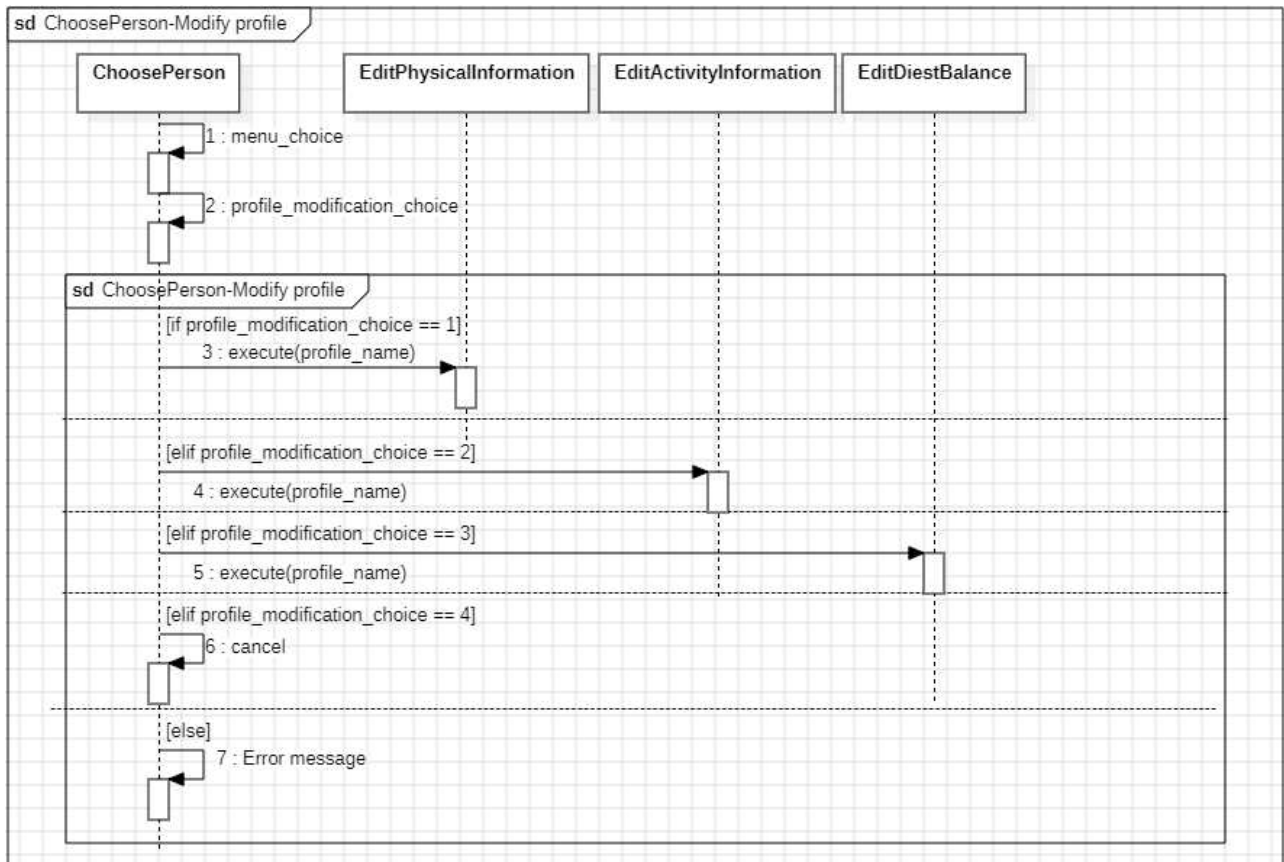 sd ChoosePerson-Modify profile
ChoosePerson
EditPhysicalInformation
EditActivityInformation
EditDiestBalance
1 : menu_choice
2 : profile_modification_choice
sd ChoosePerson-Modify profile
[if profile_modification_choice == 1]
3 : execute(profile_name)
[elif profile_modification_choice == 2]
4 : execute(profile_name)
[elif profile_modification_choice == 3]
5 : execute(profile_name)
[elif profile_modification_choice == 4]
6 : cancel
[else]
7 : Error message